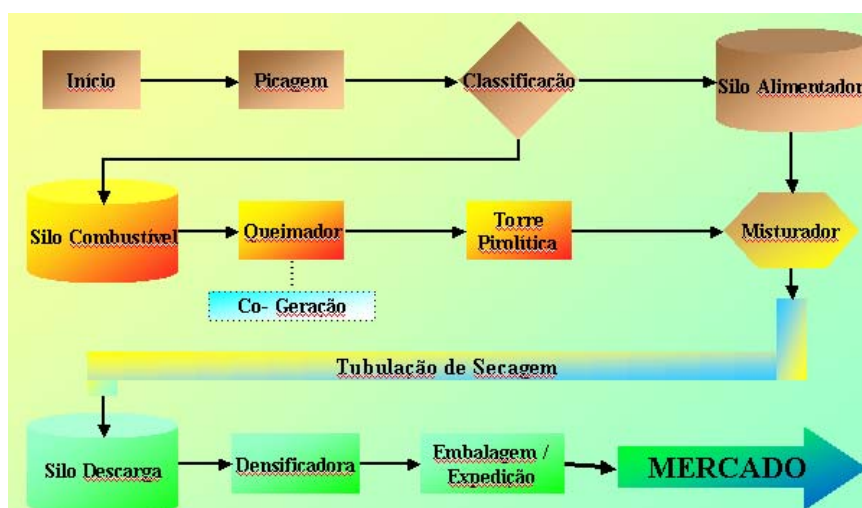 Início
Picagem
Classificação
Silo Alimentador
Silo Combustível
Queimador
Torre
Pirolítica
Misturador
Co- Geração
Tubulação de Secagem
Silo Descarga
Densificadora
Embalagem /
Expedição
MERCADO